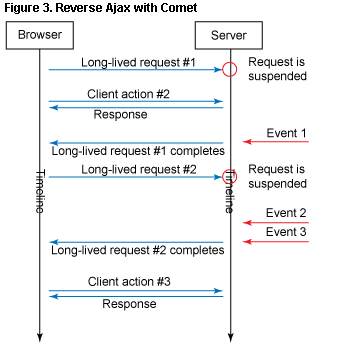 Figure 3. Reverse Ajax with Comet
Browser
Server
Long-lived request #1
Request is
suspended
Client action #2
Response
Event 1
Long-lived request #1 completes
Long-lived request #2
Request is
suspended
Timeline
Timeline
Event 2
Event 3
Long-lived request #2 completes
Client action #3
Response